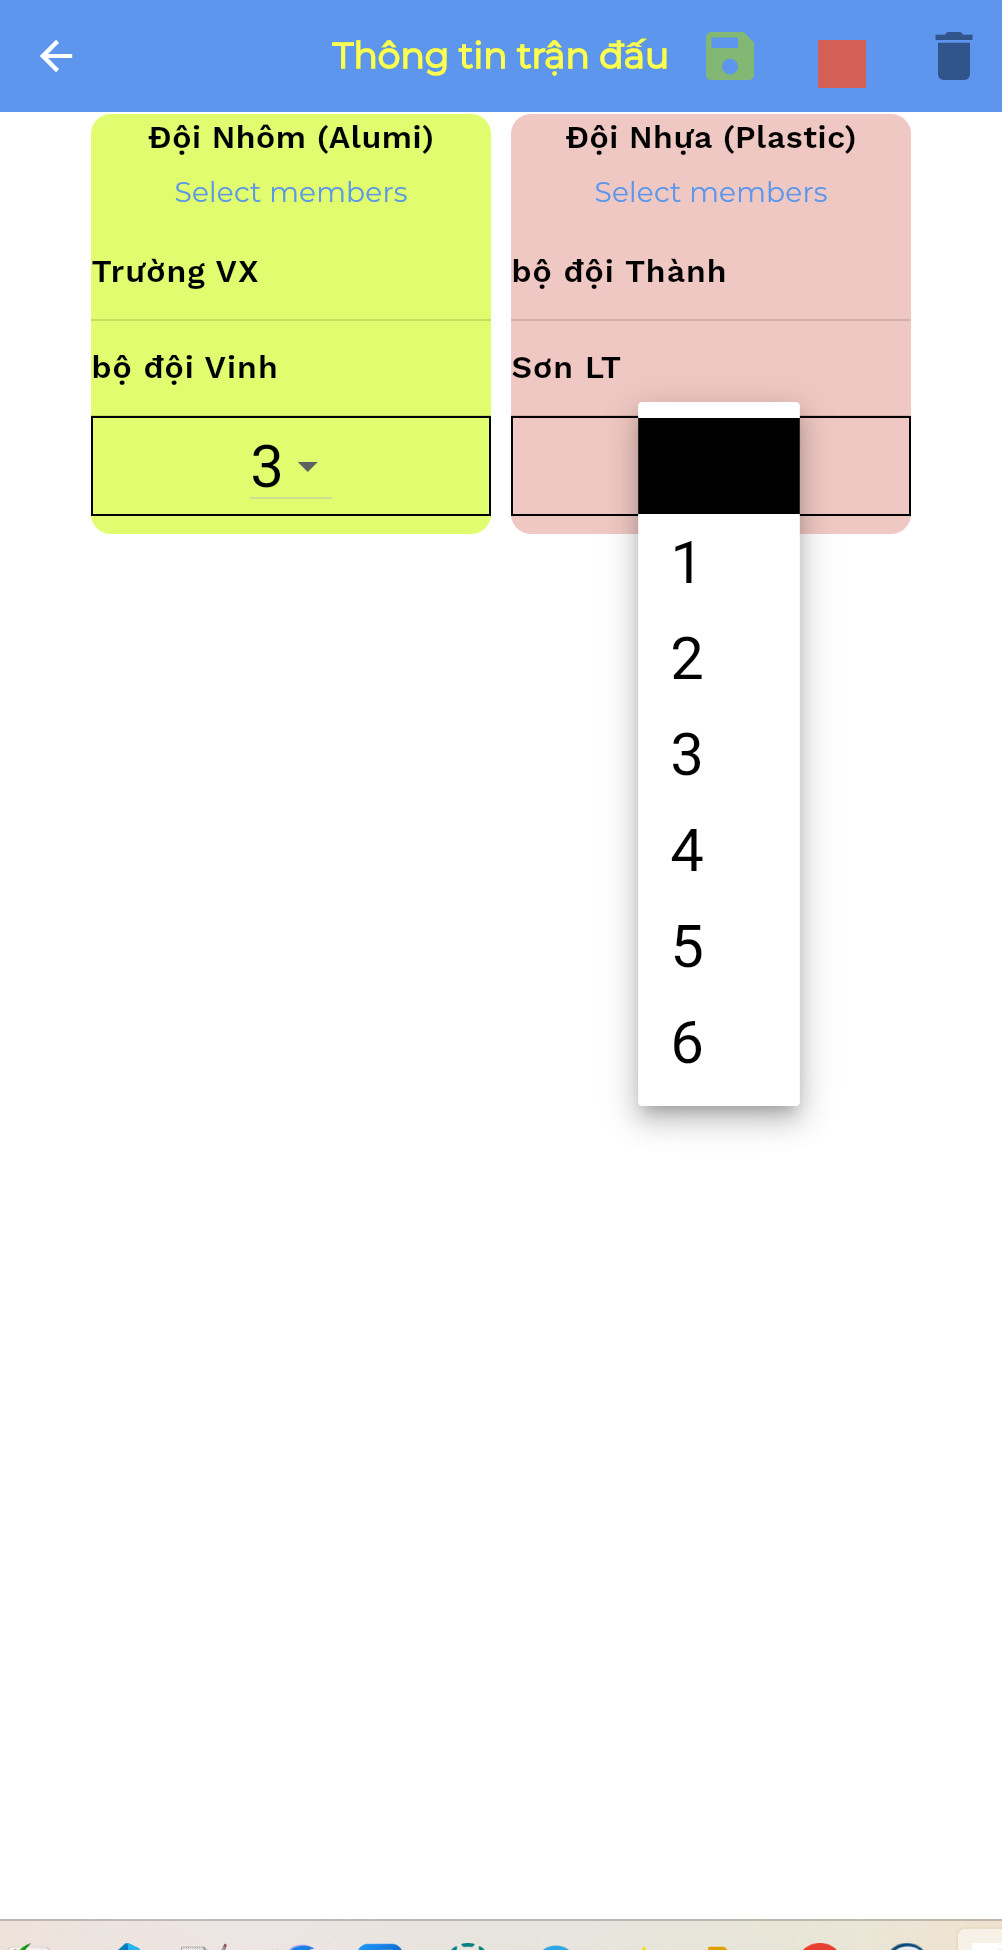 Thông tin trận đấu
Đội Nhôm (Alumi)
Select members
Trường VX
bộ đội Vinh
3
Đội Nhựa (Plastic)
Select members
bộ đội Thành
Sơn LT
1
2
3
4
5
6